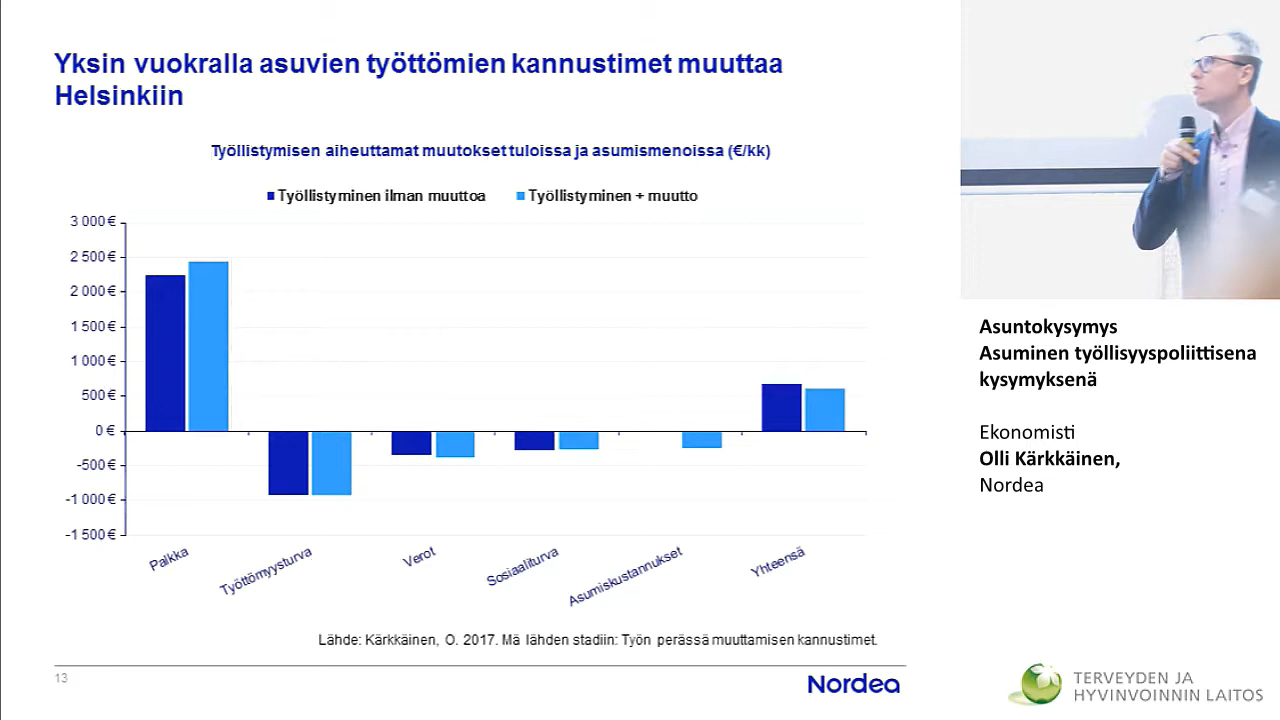 Yksin vuokralla asuvien työttömien kannustimet muuttaa
Helsinkiin
Työllistymisen aiheuttamat muutokset tuloissa ja asumismenoissa (€/kk)
Työllistyminen ilman muuttoa
Työllistyminen + muutto
3 000 €
2 500 €
2 000 €
1 500 €
1 000 €
500 €
0 €
-500 €
-1 000 €
-1 500 €
Palkka
Työttömyysturva
Verot
Sosiaaliturva
Asumiskustannukset
Yhteensä
Lähde: Kärkkäinen, O. 2017. Mä lähden stadiin: Työn perässä muuttamisen kannustimet.
13
Nordea
Asuntokysymys
Asuminen työllisyyspoliittisena
kysymyksenä
Ekonomisti
Olli Kärkkäinen,
Nordea
TERVEYDEN JA
HYVINVOINNIN LAITOS